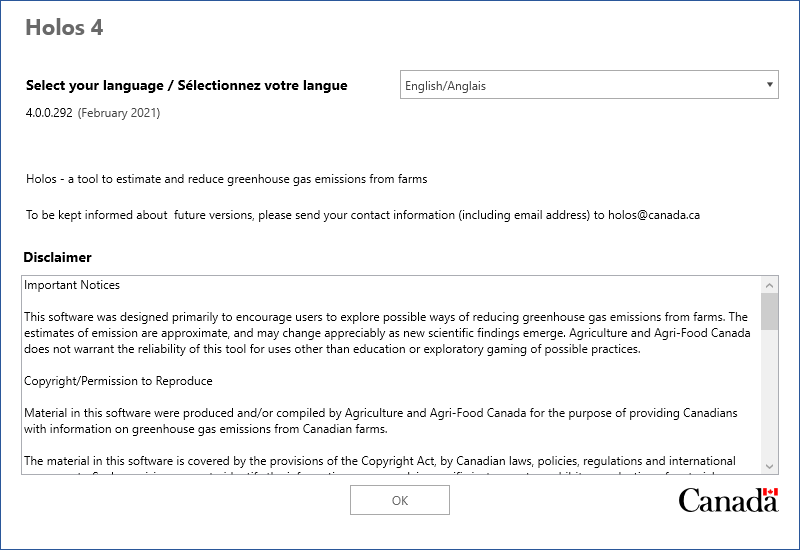 Holos 4
Select your language / Sélectionnez votre langue
English/Anglais
4.0.0.292 (February 2021)
Holos - a tool to estimate and reduce greenhouse gas emissions from farms
To be kept informed about  future versions, please send your contact information (including email address) to holos@canada.ca
Disclaimer
Important Notices
This software was designed primarily to encourage users to explore possible ways of reducing greenhouse gas emissions from farms. The
estimates of emission are approximate, and may change appreciably as new scientific findings emerge. Agriculture and Agri-Food Canada
does not warrant the reliability of this tool for uses other than education or exploratory gaming of possible practices.
Copyright/Permission to Reproduce
Material in this software were produced and/or compiled by Agriculture and Agri-Food Canada for the purpose of providing Canadians
with information on greenhouse gas emissions from Canadian farms.
The material in this software is covered by the provisions of the Copyright Act, by Canadian laws, policies, regulations and international
OK
Canada